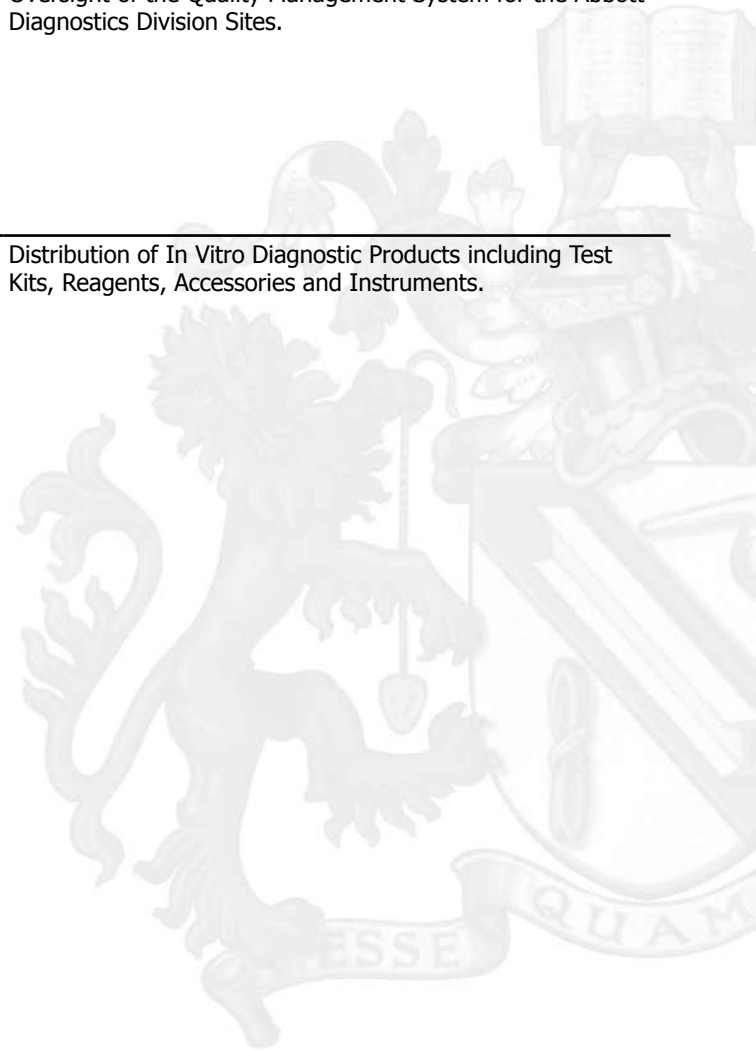 Oversight of the Quality Management System for the Abbott
Diagnostics Division Sites.
Distribution of In Vitro Diagnostic Products including Test
Kits, Reagents, Accessories and Instruments.
ESSE
QUAM